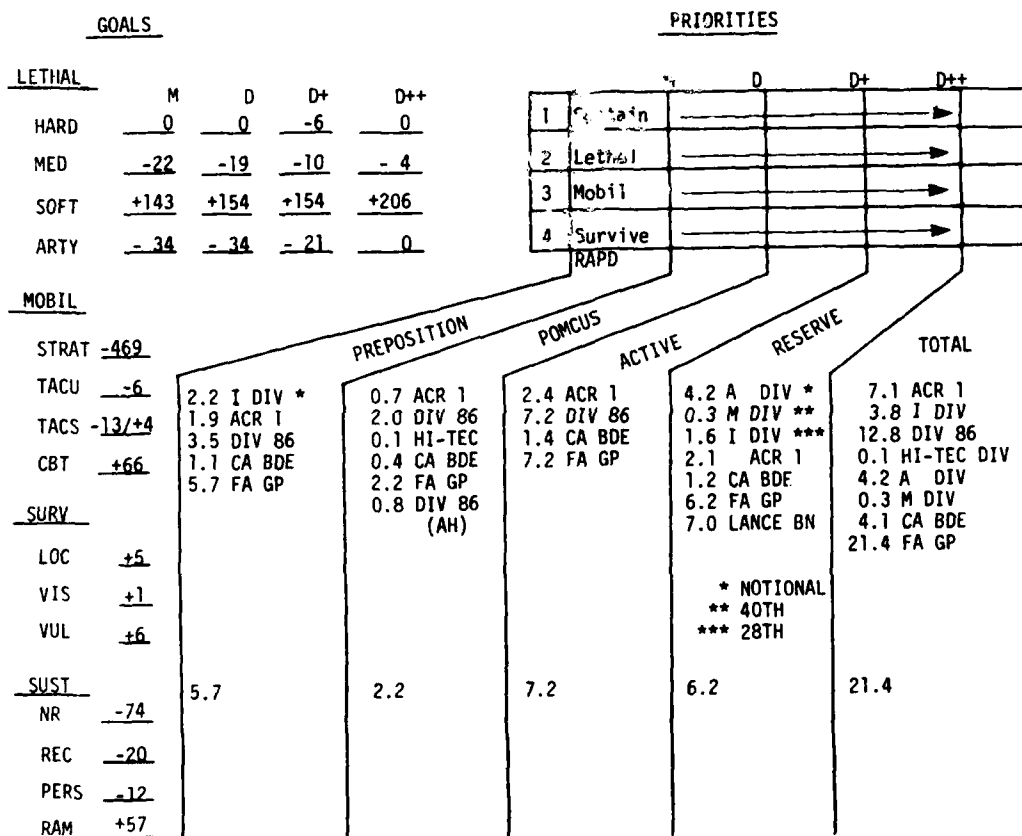 GOALS
PRIORITIES
LETHAL
M D D+ D++
HARD 0 0 -6 0
MED -22 -19 -10 - 4
SOFT +143 +154 +154 +206
ARTY - 34 - 34 - 21 0
D D+ D++
1
2 Lethal
3 Mobil
4 Survive
RAPD
MOBIL
STRAT -469
TACU -6
TACS -13/+4
CBT +66
SURV
LOC +5
VIS +1
VUL +6
SUST
NR -74
REC -20
PERS -12
RAM +57
PREPOSITION
2.2 I DIV *
1.9 ACR 1
3.5 DIV 86
1.1 CA BDE
5.7 FA GP
5.7
POMCUS
0.7 ACR 1
2.0 DIV 86
0.1 HI-TEC
0.4 CA BDE
2.2 FA GP
0.8 DIV 86
(AH)
2.2
ACTIVE
2.4 ACR 1
7.2 DIV 86
1.4 CA BDE
7.2 FA GP
7.2
RESERVE
4.2 A DIV *
0.3 M DIV **
1.6 I DIV ***
2.1 ACR 1
1.2 CA BDE
6.2 FA GP
7.0 LANCE BN
* NOTIONAL
** 40TH
*** 28TH
6.2
TOTAL
7.1 ACR 1
3.8 I DIV
12.8 DIV 86
0.1 HI-TEC DIV
4.2 A DIV
0.3 M DIV
4.1 CA BDE
21.4 FA GP
21.4